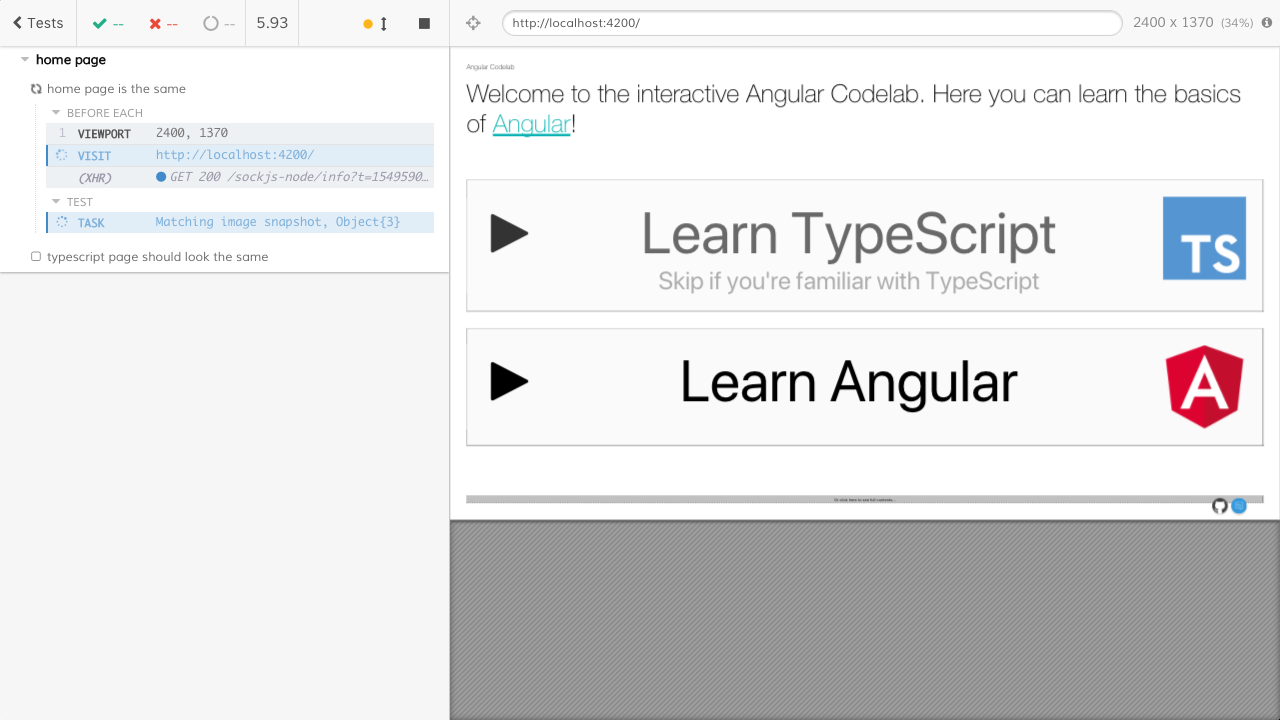 Tests
--
--
--
5.93
http://localhost:4200/
2400 x 1370 (34%)
home page
home page is the same
BEFORE EACH
1 VIEWPORT 2400, 1370
VISIT http://localhost:4200/
(XHR) GET 200 /sockjs-node/info?t=1549590…
TEST
TASK Matching image snapshot, Object{3}
typescript page should look the same
Angular Codelab
Welcome to the interactive Angular Codelab. Here you can learn the basics
of Angular!
Learn TypeScript
Skip if you're familiar with TypeScript
TS
Learn Angular
A